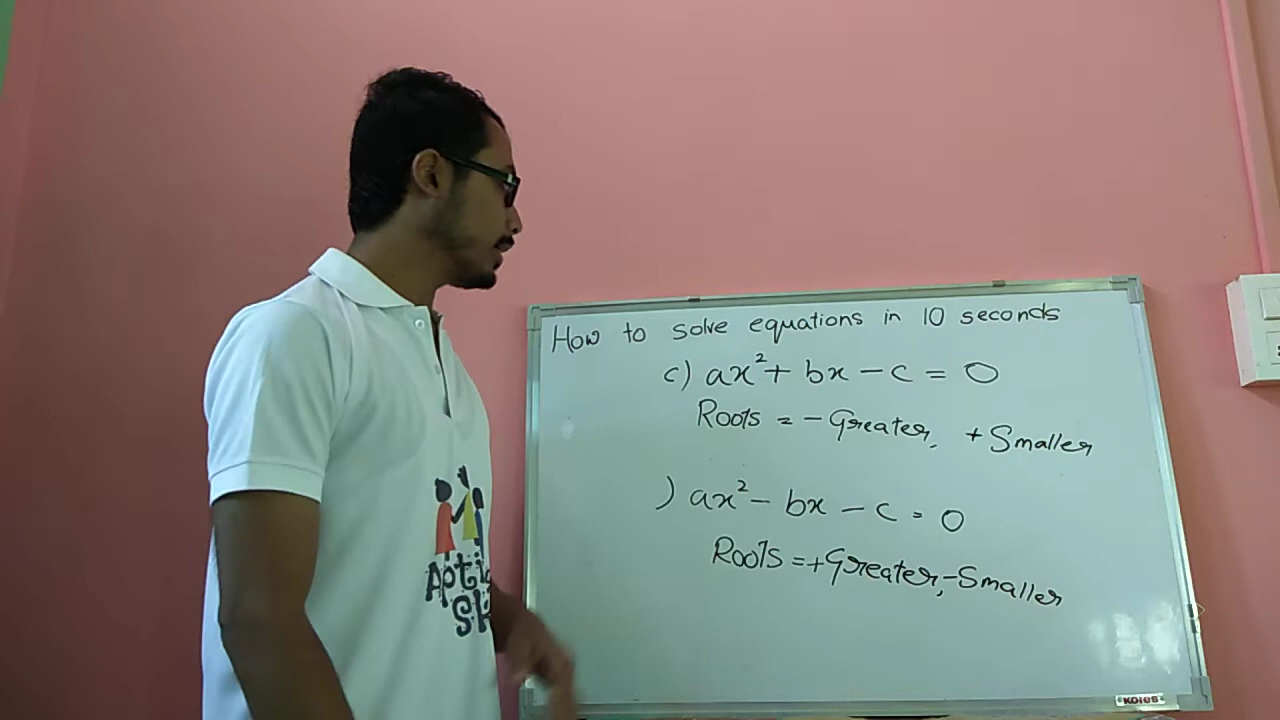 How to solve equations in 10 seconds
c) ax² + bx - c = 0
Roots = - Greater, + Smaller
) ax² - bx - c = 0
Roots = + Greater, - Smaller
KOLES